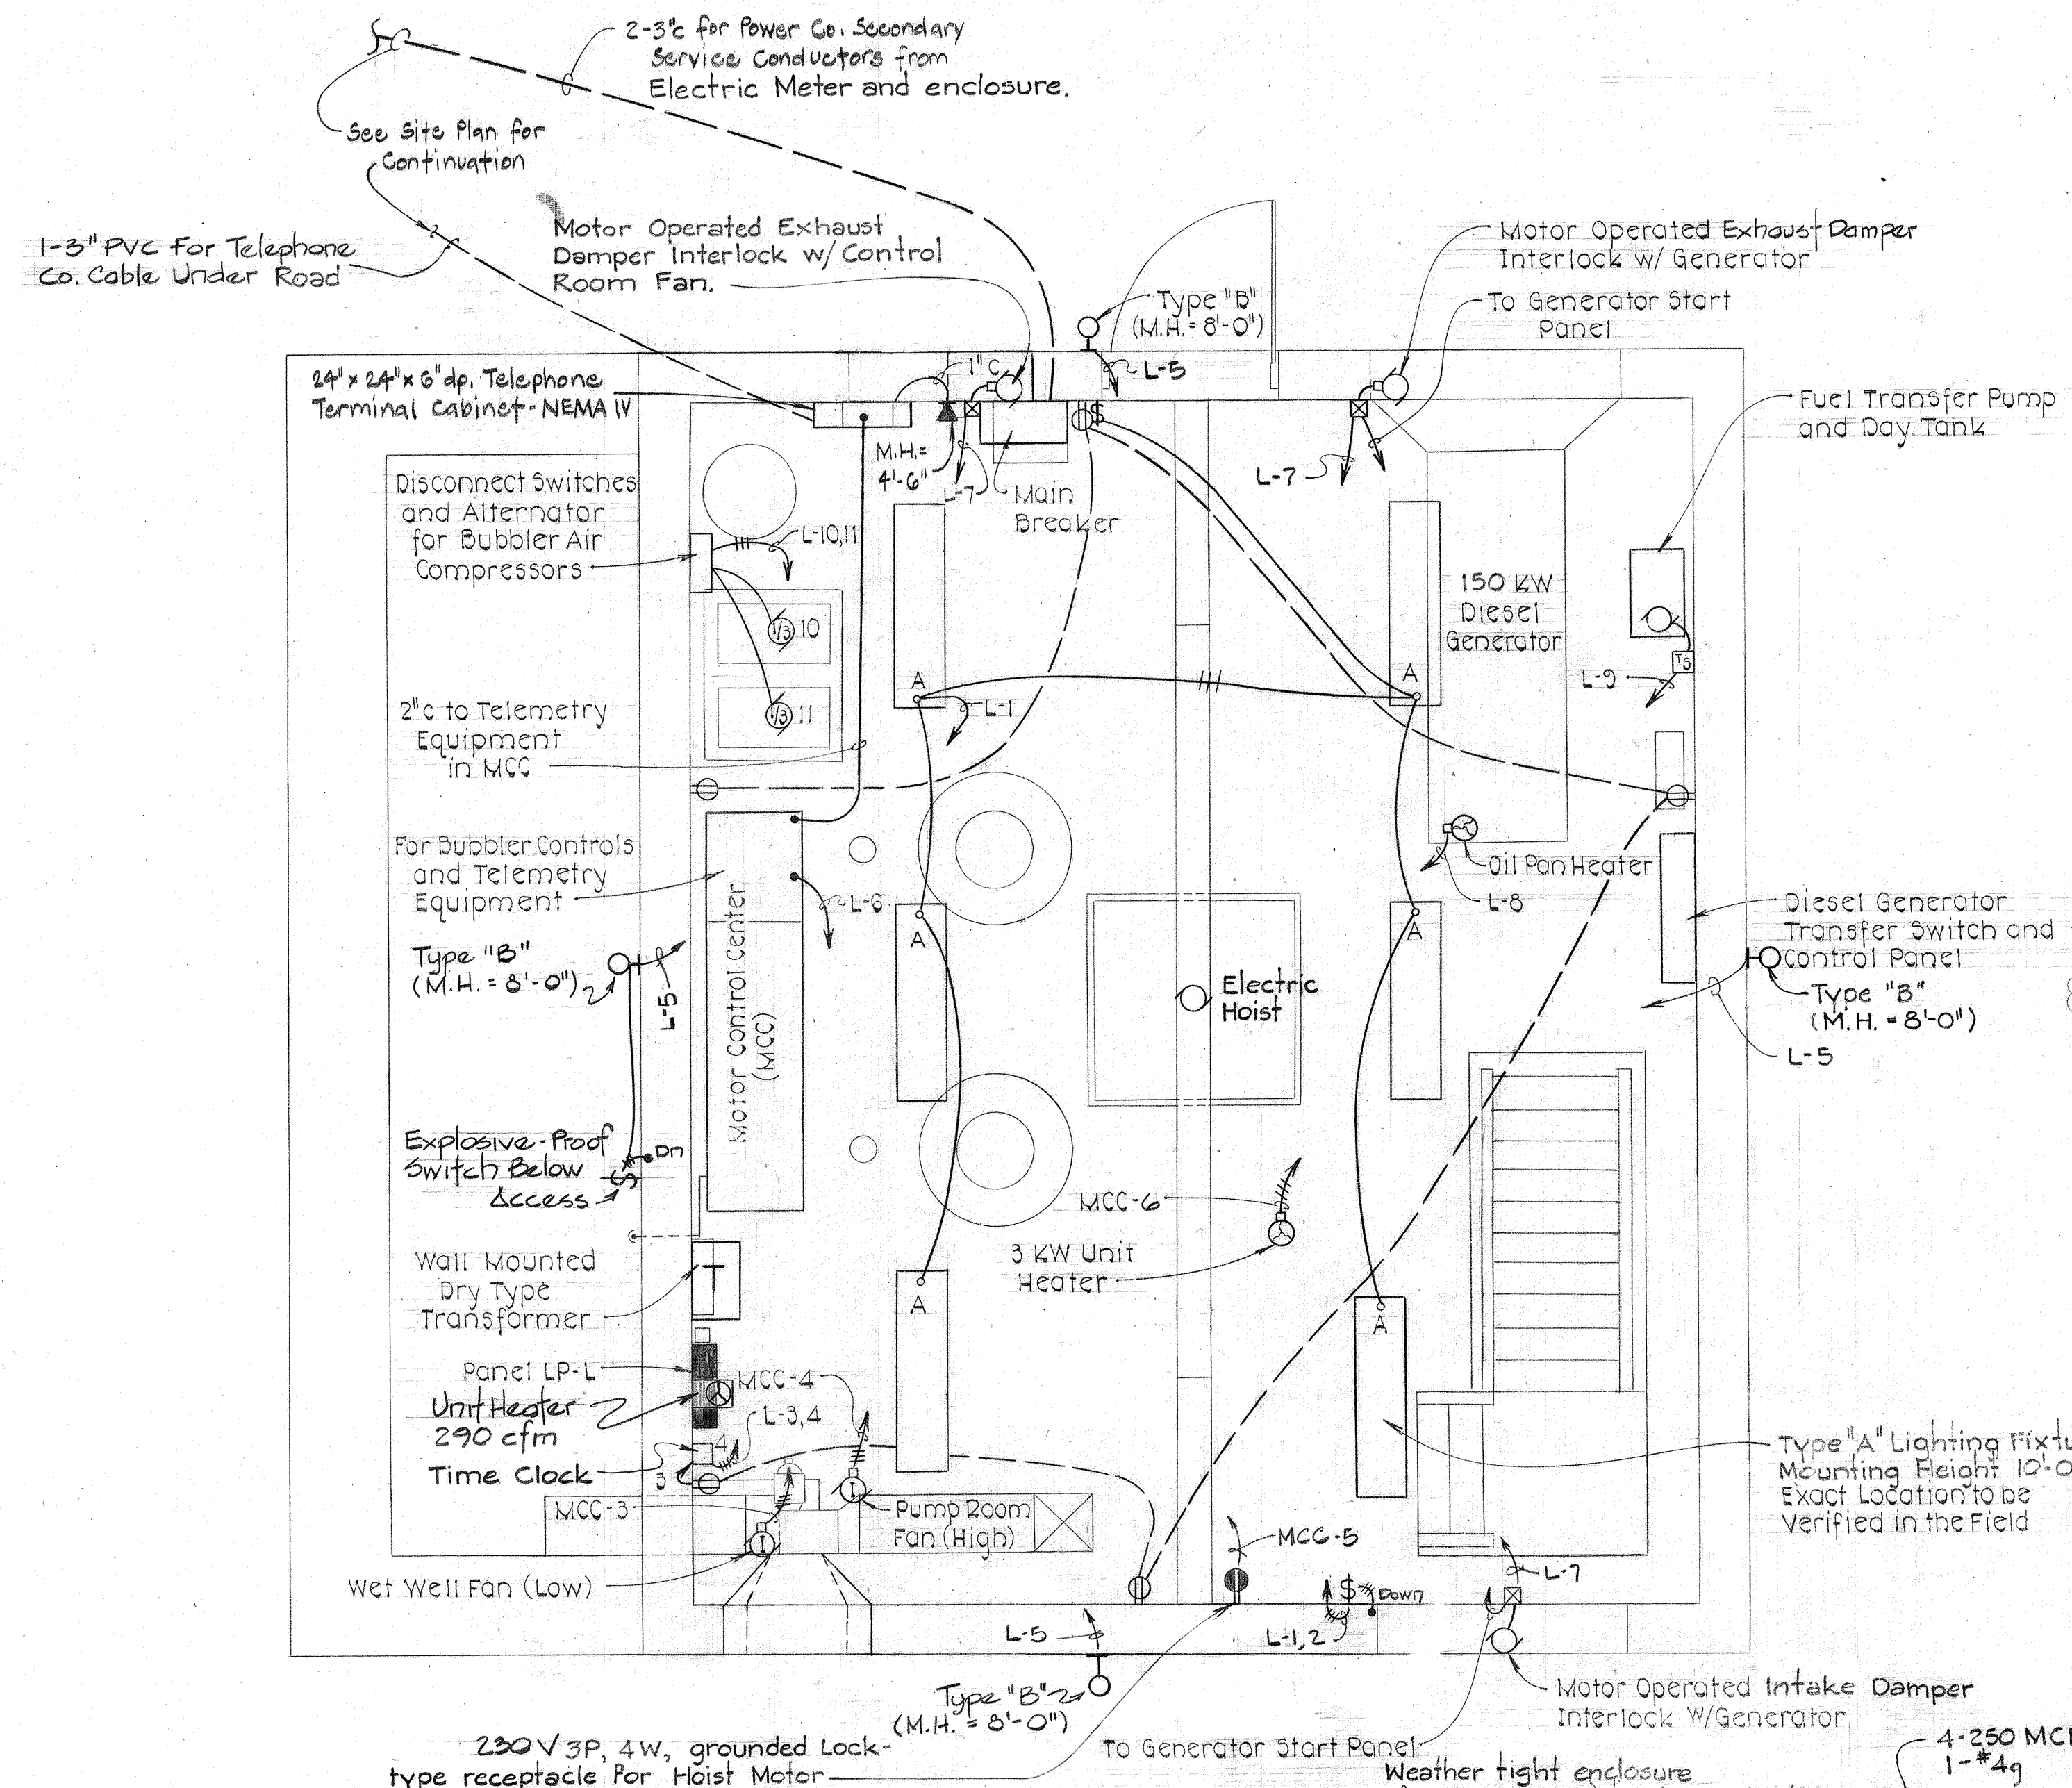 2-3"c for Power Co. Secondary
Service Conductors from
Electric Meter and enclosure.
See Site Plan for
Continuation
1-3" PVC For Telephone
Co. Cable Under Road
Motor Operated Exhaust
Damper Interlock w/ Control
Room Fan.
Type "B"
(M.H. = 8'-0")
L-5
Motor Operated Exhaust Damper
Interlock w/ Generator
To Generator Start
Panel
24" x 24" x 6" dp. Telephone
Terminal Cabinet - NEMA IV
1" C
$
M.H. =
4'-6"
L-7
Main
Breaker
L-7
Fuel Transfer Pump
and Day Tank
Disconnect Switches
and Alternator
for Bubbler Air
Compressors
L-10,11
1/3 10
1/3 11
150 KW
Diesel
Generator
TS
L-9
A
A
L-1
2"c to Telemetry
Equipment
in MCC
For Bubbler Controls
and Telemetry
Equipment
L-6
Oil Pan Heater
L-8
A
A
Motor Control Center
(MCC)
Type "B"
(M.H. = 8'-0")
L-5
Electric
Hoist
Diesel Generator
Transfer Switch and
Control Panel
Type "B"
(M.H. = 8'-0")
L-5
Explosive-Proof
Switch Below
Access
Dn
$
MCC-6
3 KW Unit
Heater
Wall Mounted
Dry Type
Transformer
T
A
A
Panel LP-L
Unit Heater
290 cfm
Time Clock
MCC-4
L-3,4
4
3
MCC-3
Pump Room
Fan (High)
Wet Well Fan (Low)
Type "A" Lighting Fixtu
Mounting Height 10'-0
Exact Location to be
Verified in the Field
MCC-5
L-7
$
Down
L-1,2
L-5
Type "B"
(M.H. = 8'-0")
Motor Operated Intake Damper
Interlock W/Generator
230 V 3P, 4W, grounded Lock-
type receptacle For Hoist Motor
To Generator Start Panel
Weather tight enclosure
4-250 MC
1-#4g